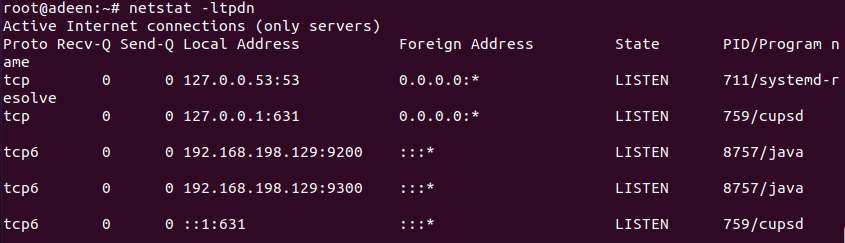 root@adeen:~# netstat -ltpdn
Active Internet connections (only servers)
Proto Recv-Q Send-Q Local Address           Foreign Address         State       PID/Program n
ame
tcp        0      0 127.0.0.53:53           0.0.0.0:*               LISTEN      711/systemd-r
esolve
tcp        0      0 127.0.0.1:631           0.0.0.0:*               LISTEN      759/cupsd
tcp6       0      0 192.168.198.129:9200    :::*                    LISTEN      8757/java
tcp6       0      0 192.168.198.129:9300    :::*                    LISTEN      8757/java
tcp6       0      0 ::1:631                 :::*                    LISTEN      759/cupsd